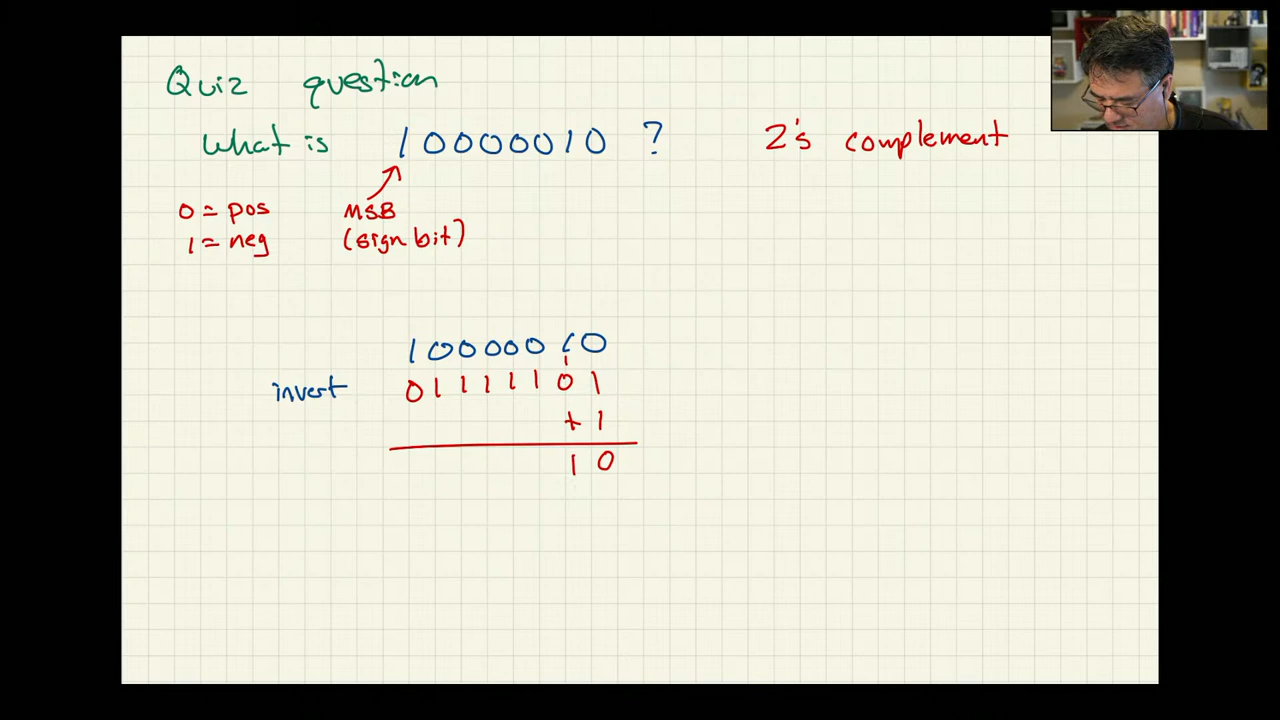 Quiz question
What is 10000010 ? 2's complement
0 = pos MSB
1 = neg (sign bit)
10000010
1
invert 01111101
+ 1
10